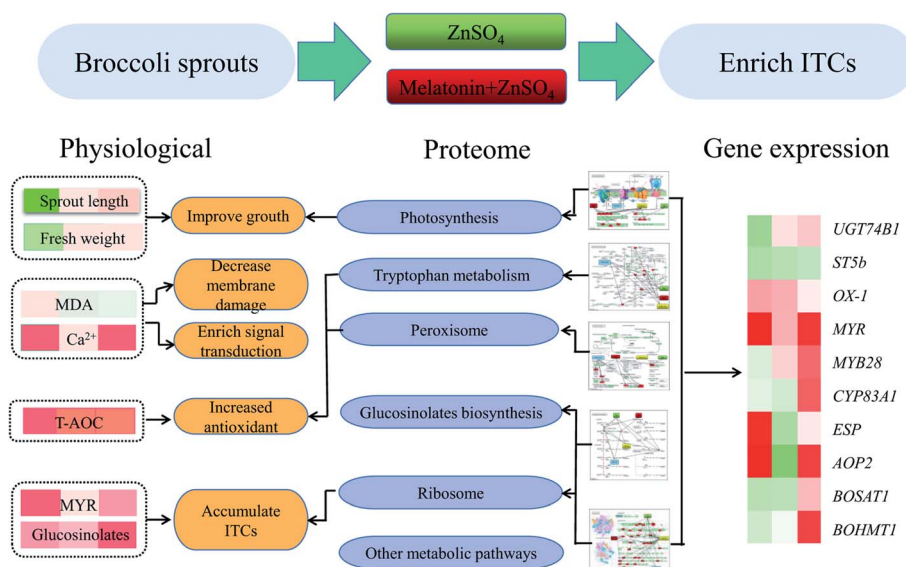 Broccoli sprouts
ZnSO4
Melatonin+ZnSO4
Enrich ITCs
Physiological
Proteome
Gene expression
Sprout length
Fresh weight
Improve grouth
Photosynthesis
MDA
Ca2+
Decrease
membrane
damage
Enrich signal
transduction
Tryptophan metabolism
Peroxisome
T-AOC
Increased
antioxidant
Glucosinolates biosynthesis
MYR
Glucosinolates
Accumulate
ITCs
Ribosome
Other metabolic pathways
UGT74B1
ST5b
OX-1
MYR
MYB28
CYP83A1
ESP
AOP2
BOSAT1
BOHMT1